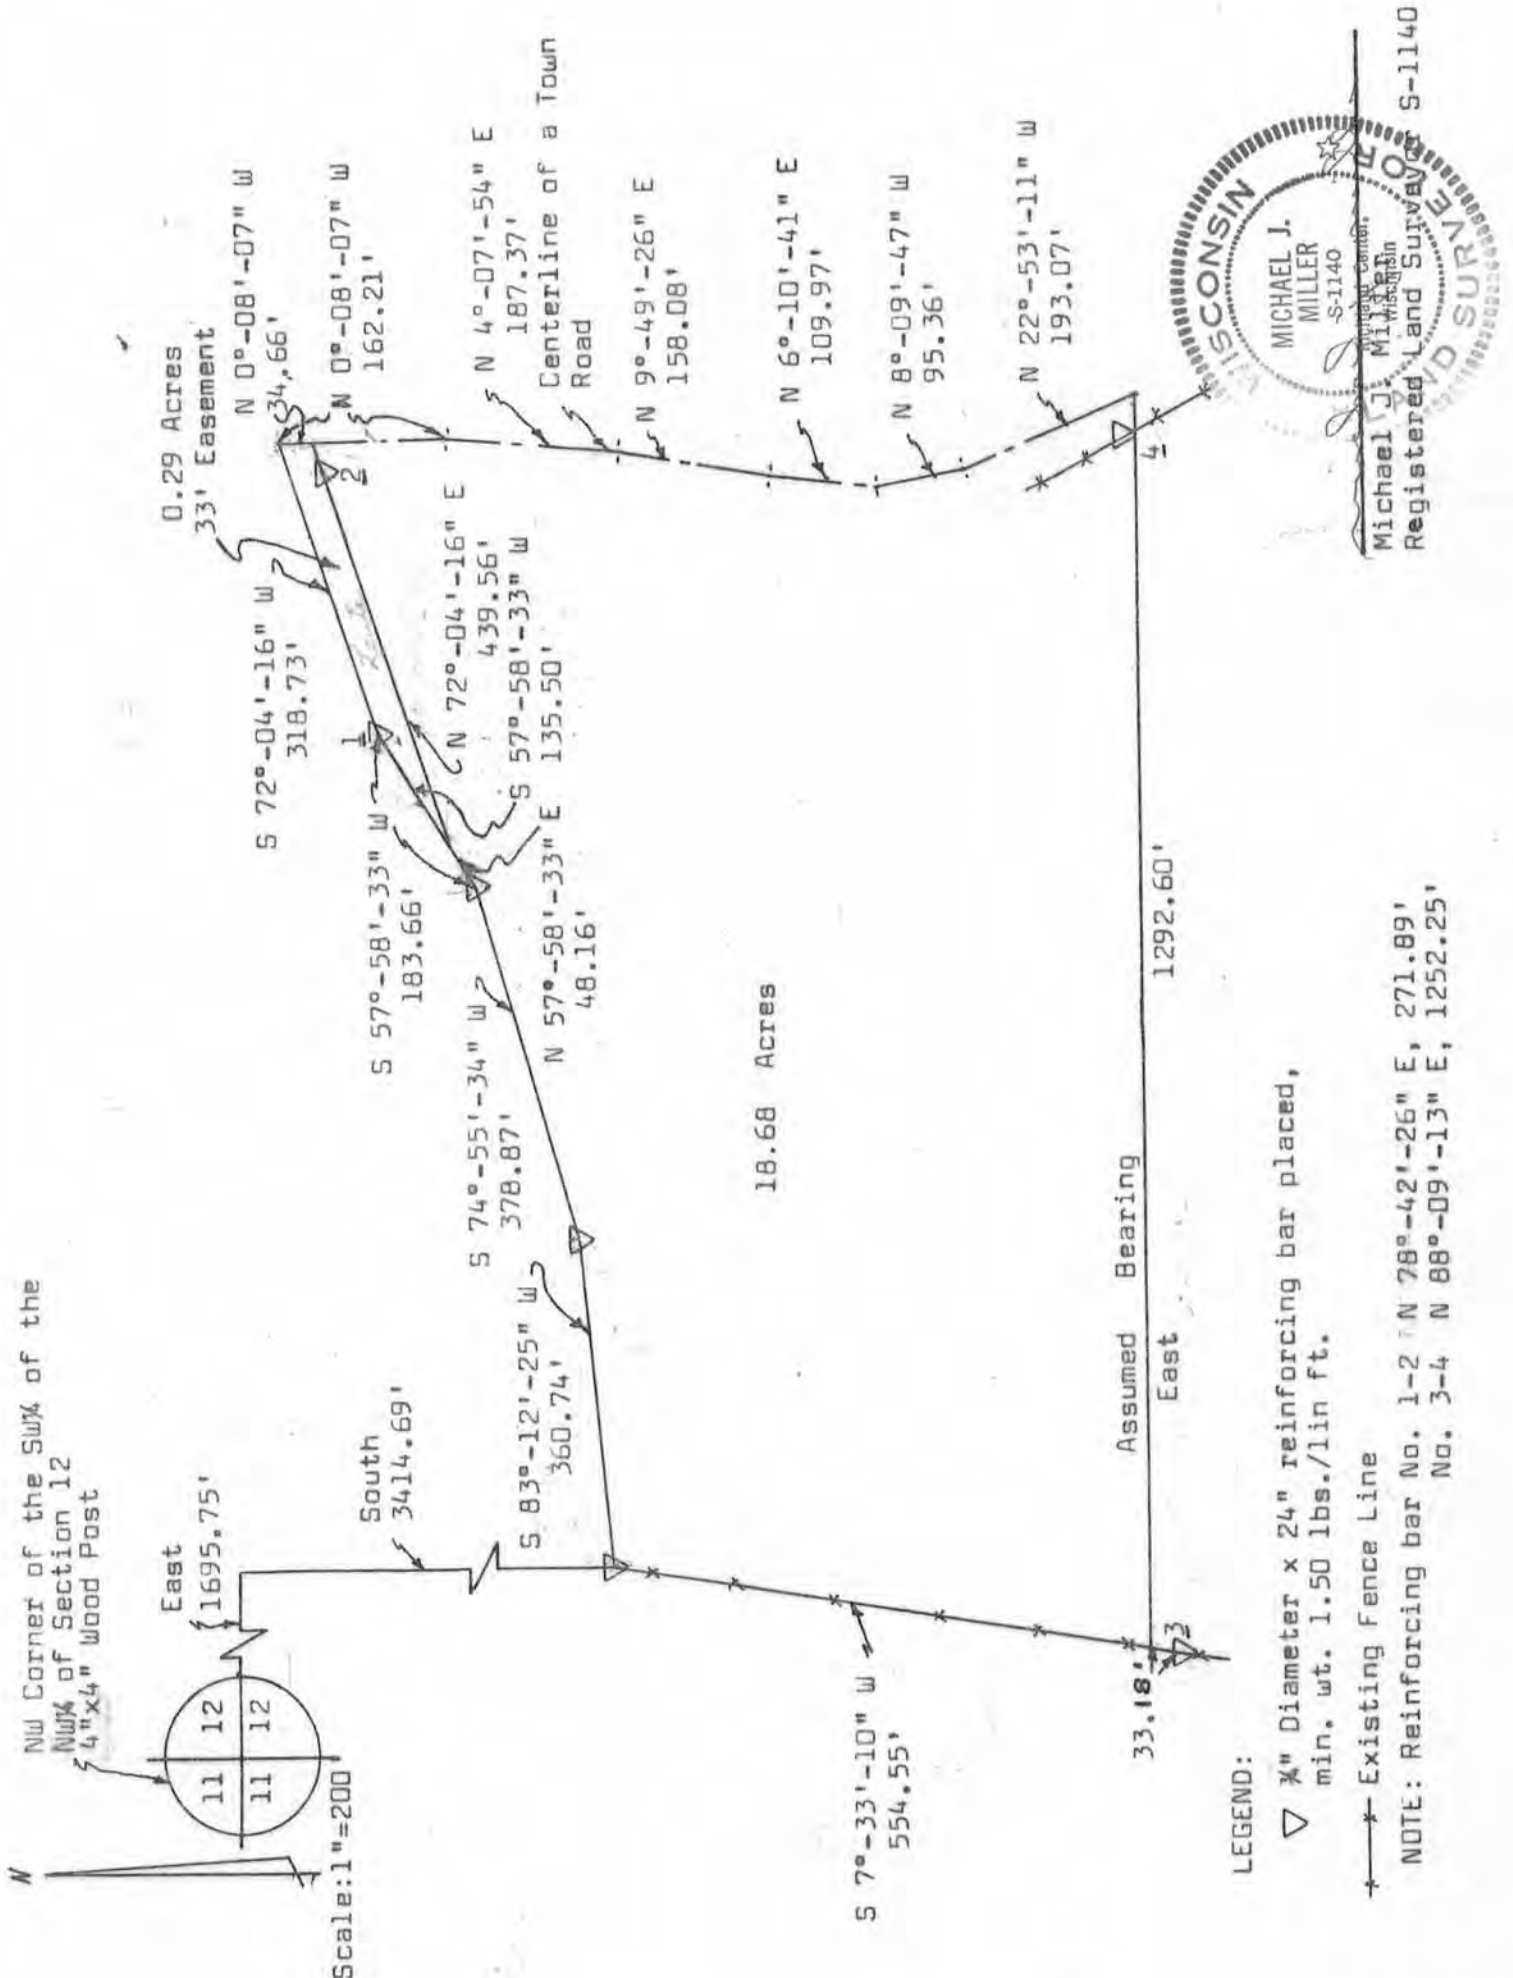 N
NW Corner of the SW¼ of the
NW¼ of Section 12
4"x4" Wood Post
11 12
11 12
Scale:1"=200
East
1695.75'
South
3414.69'
S 83°-12'-25" W
360.74'
S 74°-55'-34" W
378.87'
S 57°-58'-33" W
183.66'
N 57°-58'-33" E
48.16'
S 72°-04'-16" W
318.73'
1
0.29 Acres
33' Easement
N 0°-08'-07" W
34.66'
N 0°-08'-07" W
162.21'
2
N 72°-04'-16" E
439.56'
S 57°-58'-33" W
135.50'
N 4°-07'-54" E
187.37'
Centerline of a Town
Road
N 9°-49'-26" E
158.08'
N 6°-10'-41" E
109.97'
N 8°-09'-47" W
95.36'
N 22°-53'-11" W
193.07'
4
18.68 Acres
S 7°-33'-10" W
554.55'
33.18'
3
Assumed Bearing
East
1292.60'
LEGEND:
¾" Diameter x 24" reinforcing bar placed,
min. wt. 1.50 lbs./lin ft.
Existing Fence Line
NOTE: Reinforcing bar No. 1-2 N 78°-42'-26" E, 271.89'
No. 3-4 N 88°-09'-13" E, 1252.25'
WISCONSIN
MICHAEL J.
MILLER
S-1140
Wisconsin
LAND SURVEYOR
Michael J. Miller
Registered Land Surveyor S-1140